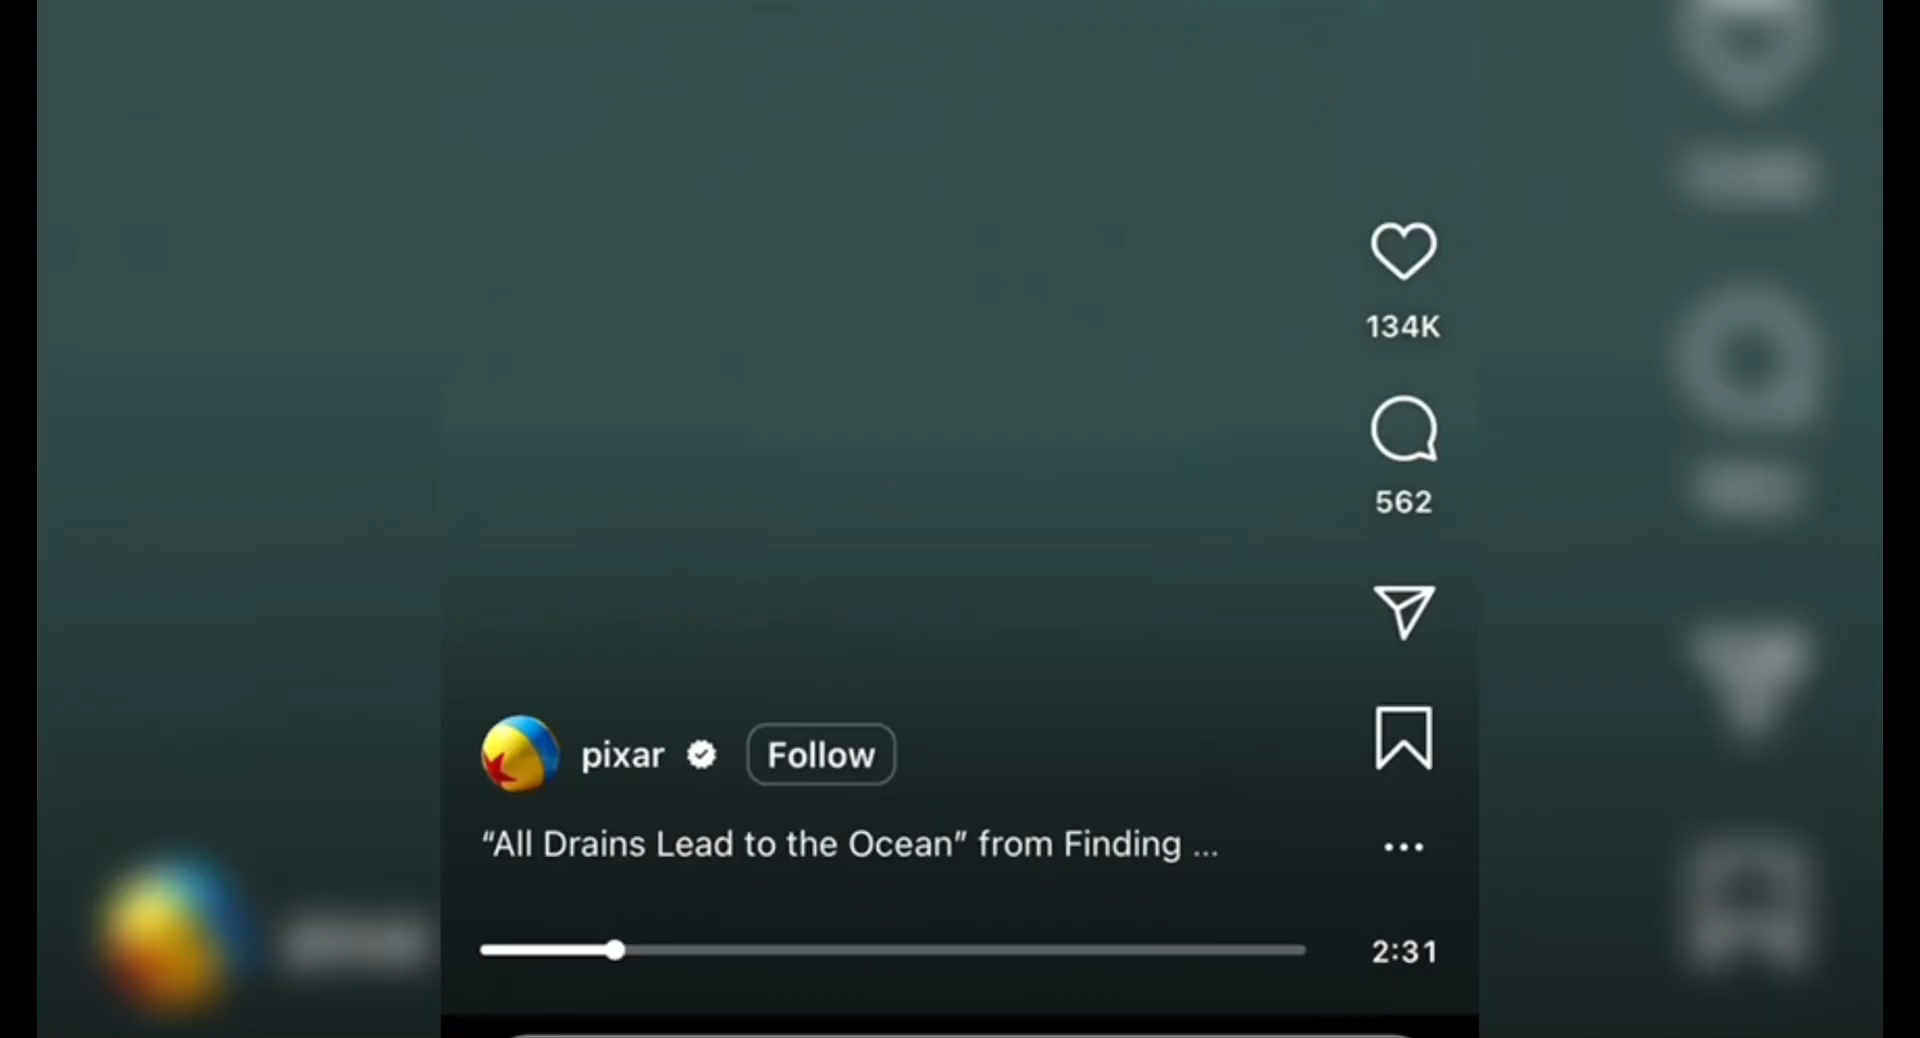 134K
562
pixar
Follow
“All Drains Lead to the Ocean” from Finding ...
2:31